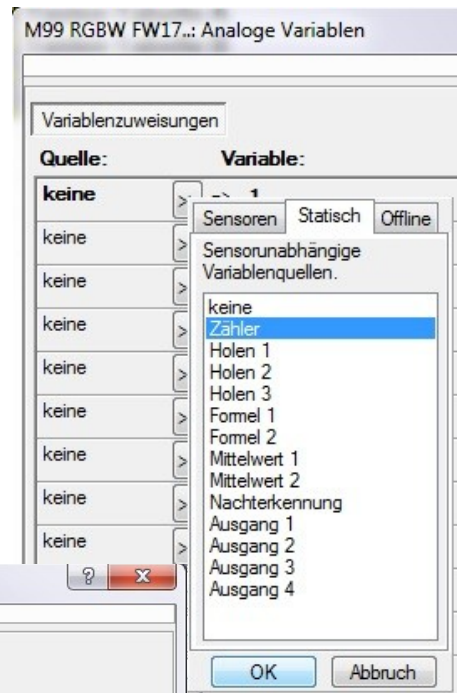 M99 RGBW FW17..: Analoge Variablen
Variablenzuweisungen
Quelle: Variable:
keine > => 1
keine >
keine >
keine >
keine >
keine >
keine >
keine >
keine >
Sensoren Statisch Offline
Sensorunabhängige
Variablenquellen.
keine
Zähler
Holen 1
Holen 2
Holen 3
Formel 1
Formel 2
Mittelwert 1
Mittelwert 2
Nachterkennung
Ausgang 1
Ausgang 2
Ausgang 3
Ausgang 4
? X
OK Abbruch